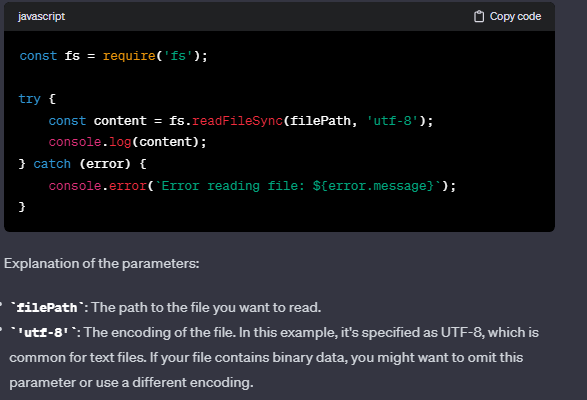 javascript
Copy code
const fs = require('fs');
try {
    const content = fs.readFileSync(filePath, 'utf-8');
    console.log(content);
} catch (error) {
    console.error(`Error reading file: ${error.message}`);
}
Explanation of the parameters:
• `filePath`: The path to the file you want to read.
• `'utf-8'`: The encoding of the file. In this example, it's specified as UTF-8, which is
common for text files. If your file contains binary data, you might want to omit this
parameter or use a different encoding.